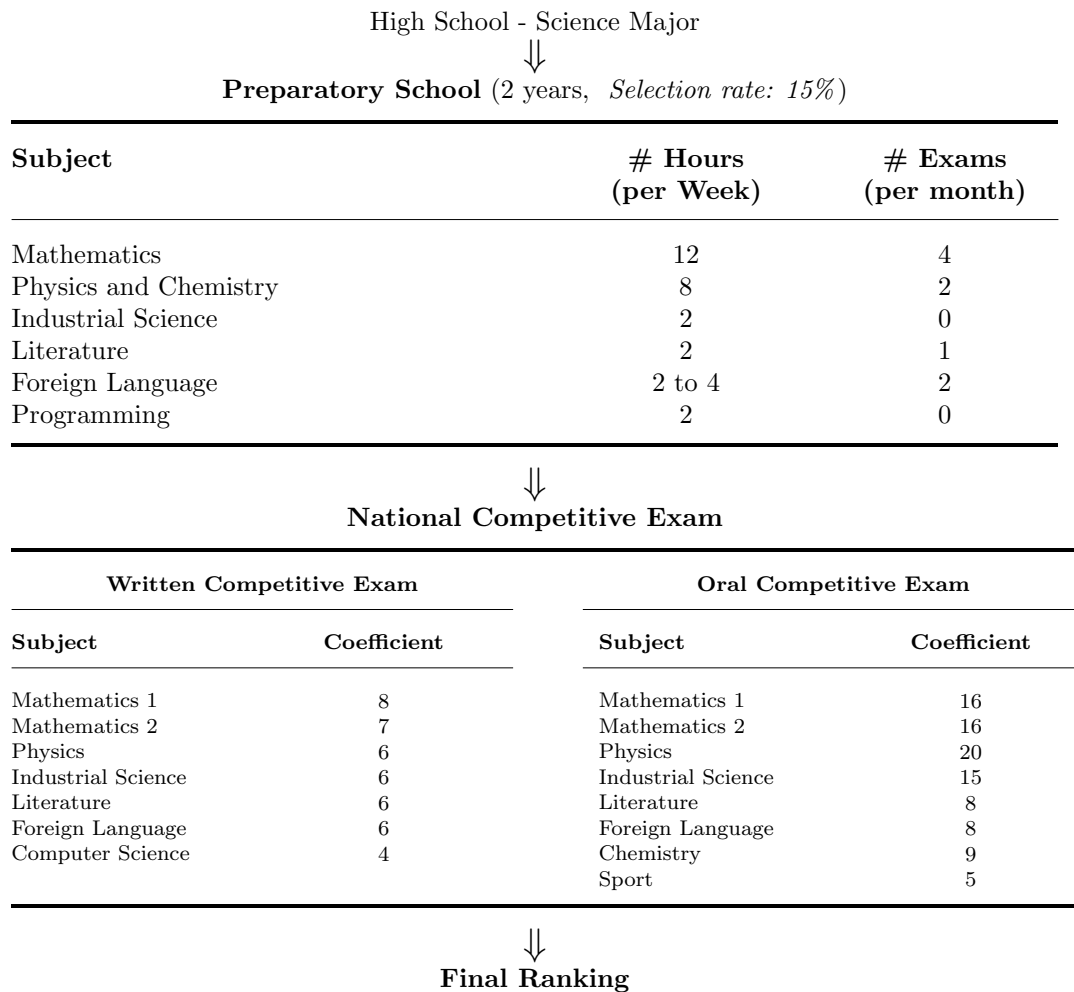 High School - Science Major
⇓
Preparatory School (2 years, Selection rate: 15%)
Subject # Hours # Exams
(per Week) (per month)
Mathematics 12 4
Physics and Chemistry 8 2
Industrial Science 2 0
Literature 2 1
Foreign Language 2 to 4 2
Programming 2 0
⇓
National Competitive Exam
Written Competitive Exam Oral Competitive Exam
Subject Coefficient Subject Coefficient
Mathematics 1 8 Mathematics 1 16
Mathematics 2 7 Mathematics 2 16
Physics 6 Physics 20
Industrial Science 6 Industrial Science 15
Literature 6 Literature 8
Foreign Language 6 Foreign Language 8
Computer Science 4 Chemistry 9
Sport 5
⇓
Final Ranking